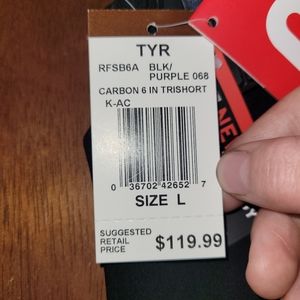 TYR
RFSB6A BLK/
PURPLE 068
CARBON 6 IN TRISHORT
K-AC
0 36702 42652 7
SIZE L
SUGGESTED
RETAIL
PRICE
$119.99
NE